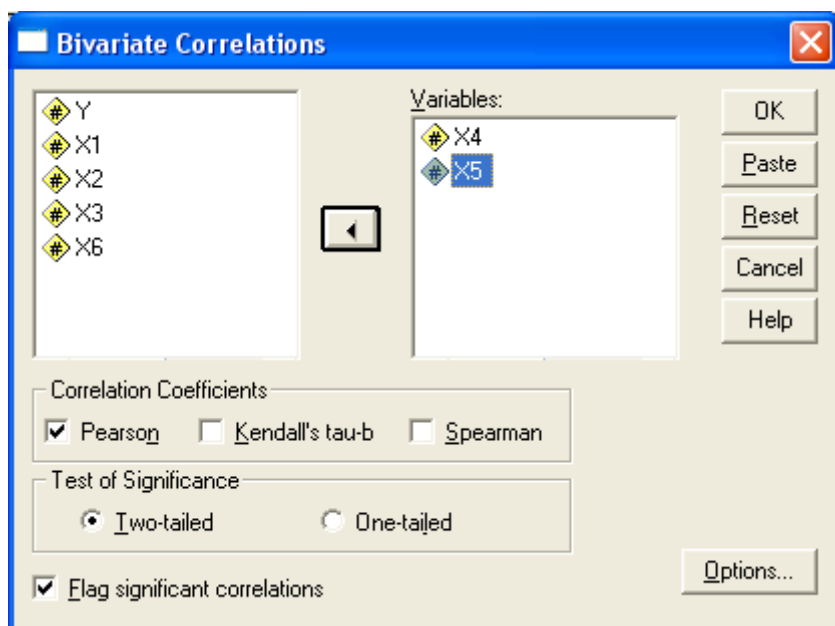 Bivariate Correlations
Y
X1
X2
X3
X6
Variables:
X4
X5
OK
Paste
Reset
Cancel
Help
Correlation Coefficients
Pearson Kendall's tau-b Spearman
Test of Significance
Two-tailed One-tailed
Flag significant correlations
Options...